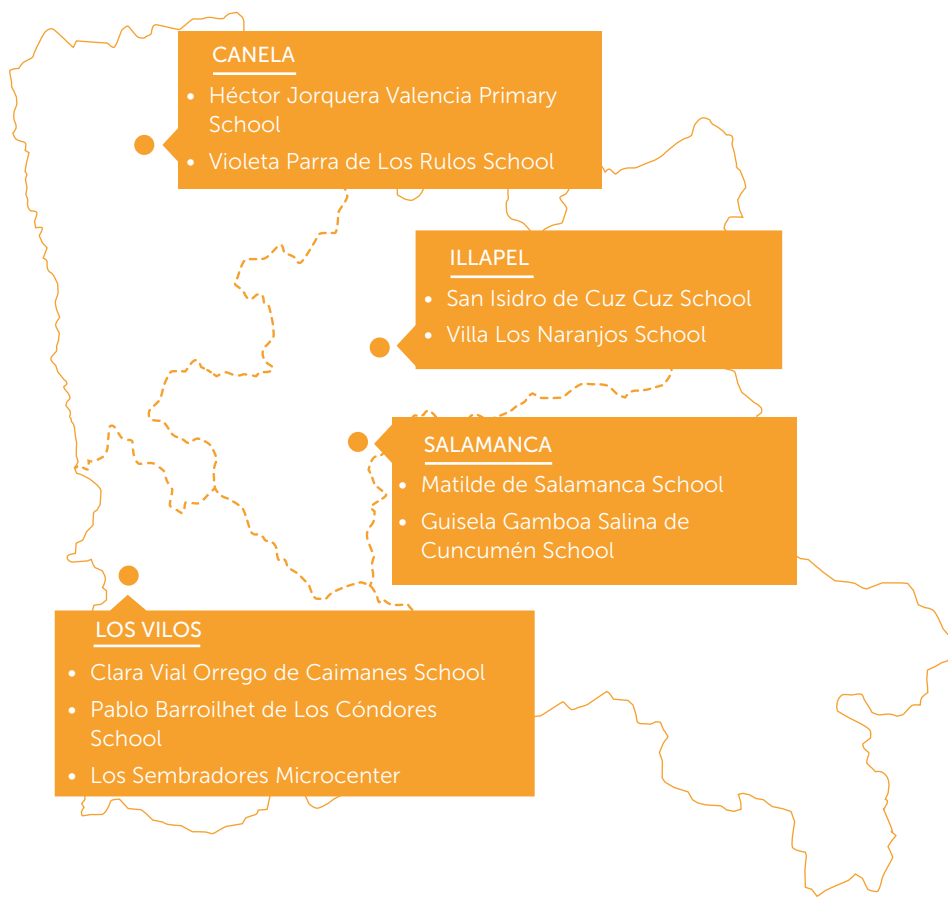 CANELA
• Héctor Jorquera Valencia Primary
School
• Violeta Parra de Los Rulos School
ILLAPEL
• San Isidro de Cuz Cuz School
• Villa Los Naranjos School
SALAMANCA
• Matilde de Salamanca School
• Guisela Gamboa Salina de
Cuncumén School
LOS VILOS
• Clara Vial Orrego de Caimanes School
• Pablo Barroilhet de Los Cóndores
School
• Los Sembradores Microcenter